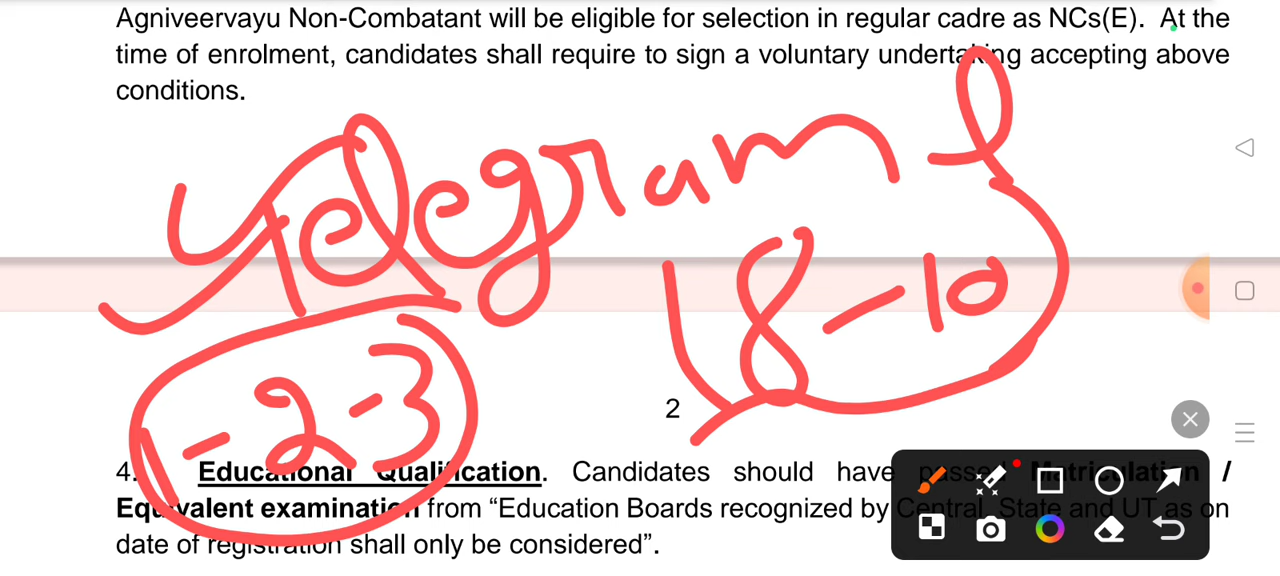 Agniveervayu Non-Combatant will be eligible for selection in regular cadre as NCs(E). At the
time of enrolment, candidates shall require to sign a voluntary undertaking accepting above
conditions.
Telegram
18-10
-2-3
2
4. Educational Qualification. Candidates should have passed Matriculation /
Equivalent examination from “Education Boards recognized by Central, State and UT as on
date of registration shall only be considered”.